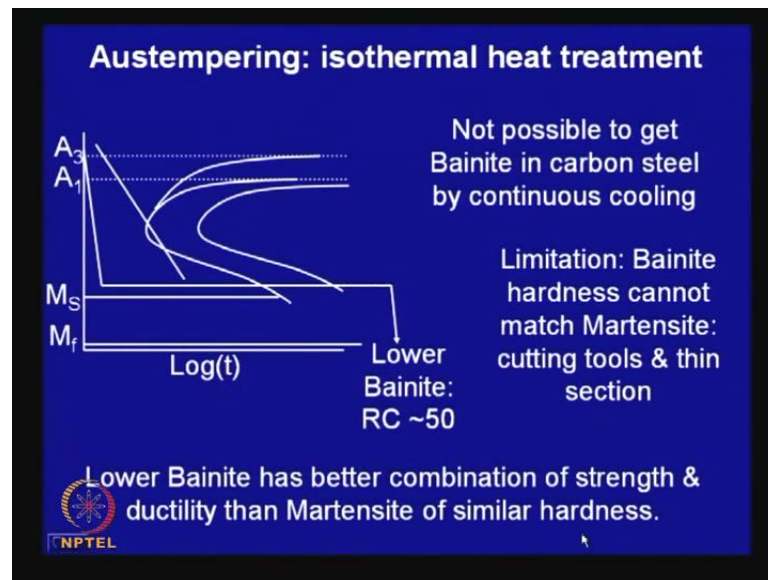 Austempering: isothermal heat treatment
A3
A1
MS
Mf
Log(t)
Lower
Bainite:
RC ~50
Not possible to get
Bainite in carbon steel
by continuous cooling
Limitation: Bainite
hardness cannot
match Martensite:
cutting tools & thin
section
Lower Bainite has better combination of strength &
ductility than Martensite of similar hardness.
NPTEL